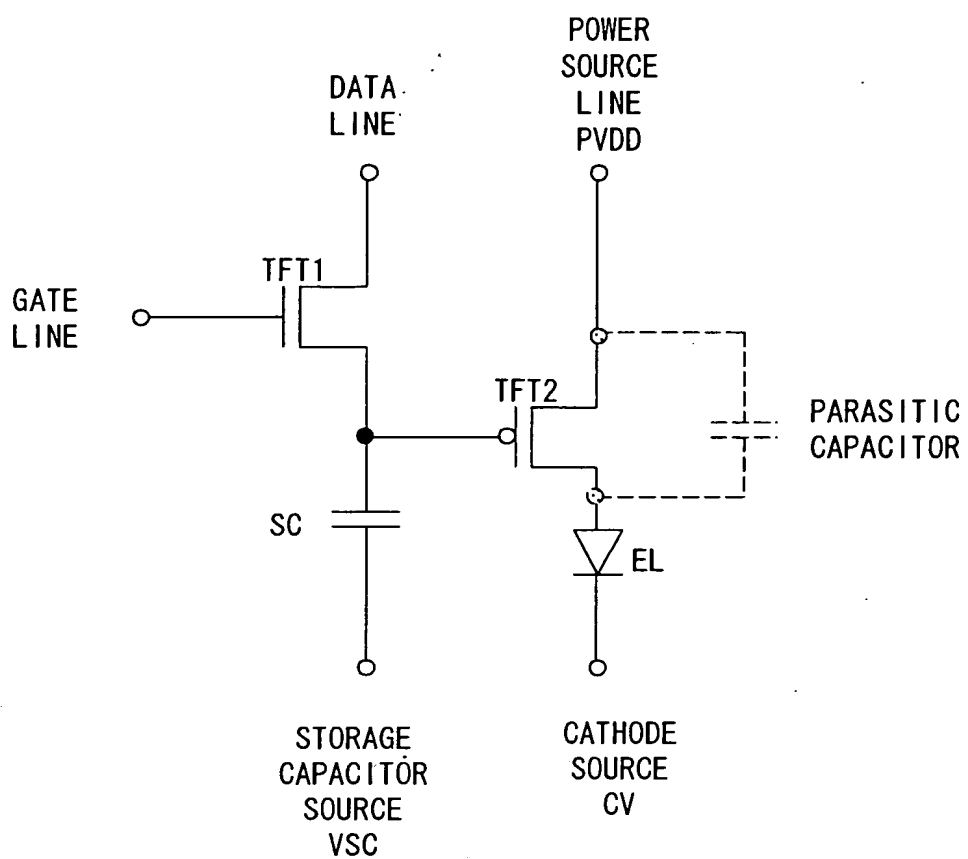 POWER
SOURCE
LINE
PVDD
DATA
LINE
TFT1
GATE
LINE
TFT2
PARASITIC
CAPACITOR
SC
EL
STORAGE
CAPACITOR
SOURCE
VSC
CATHODE
SOURCE
CV